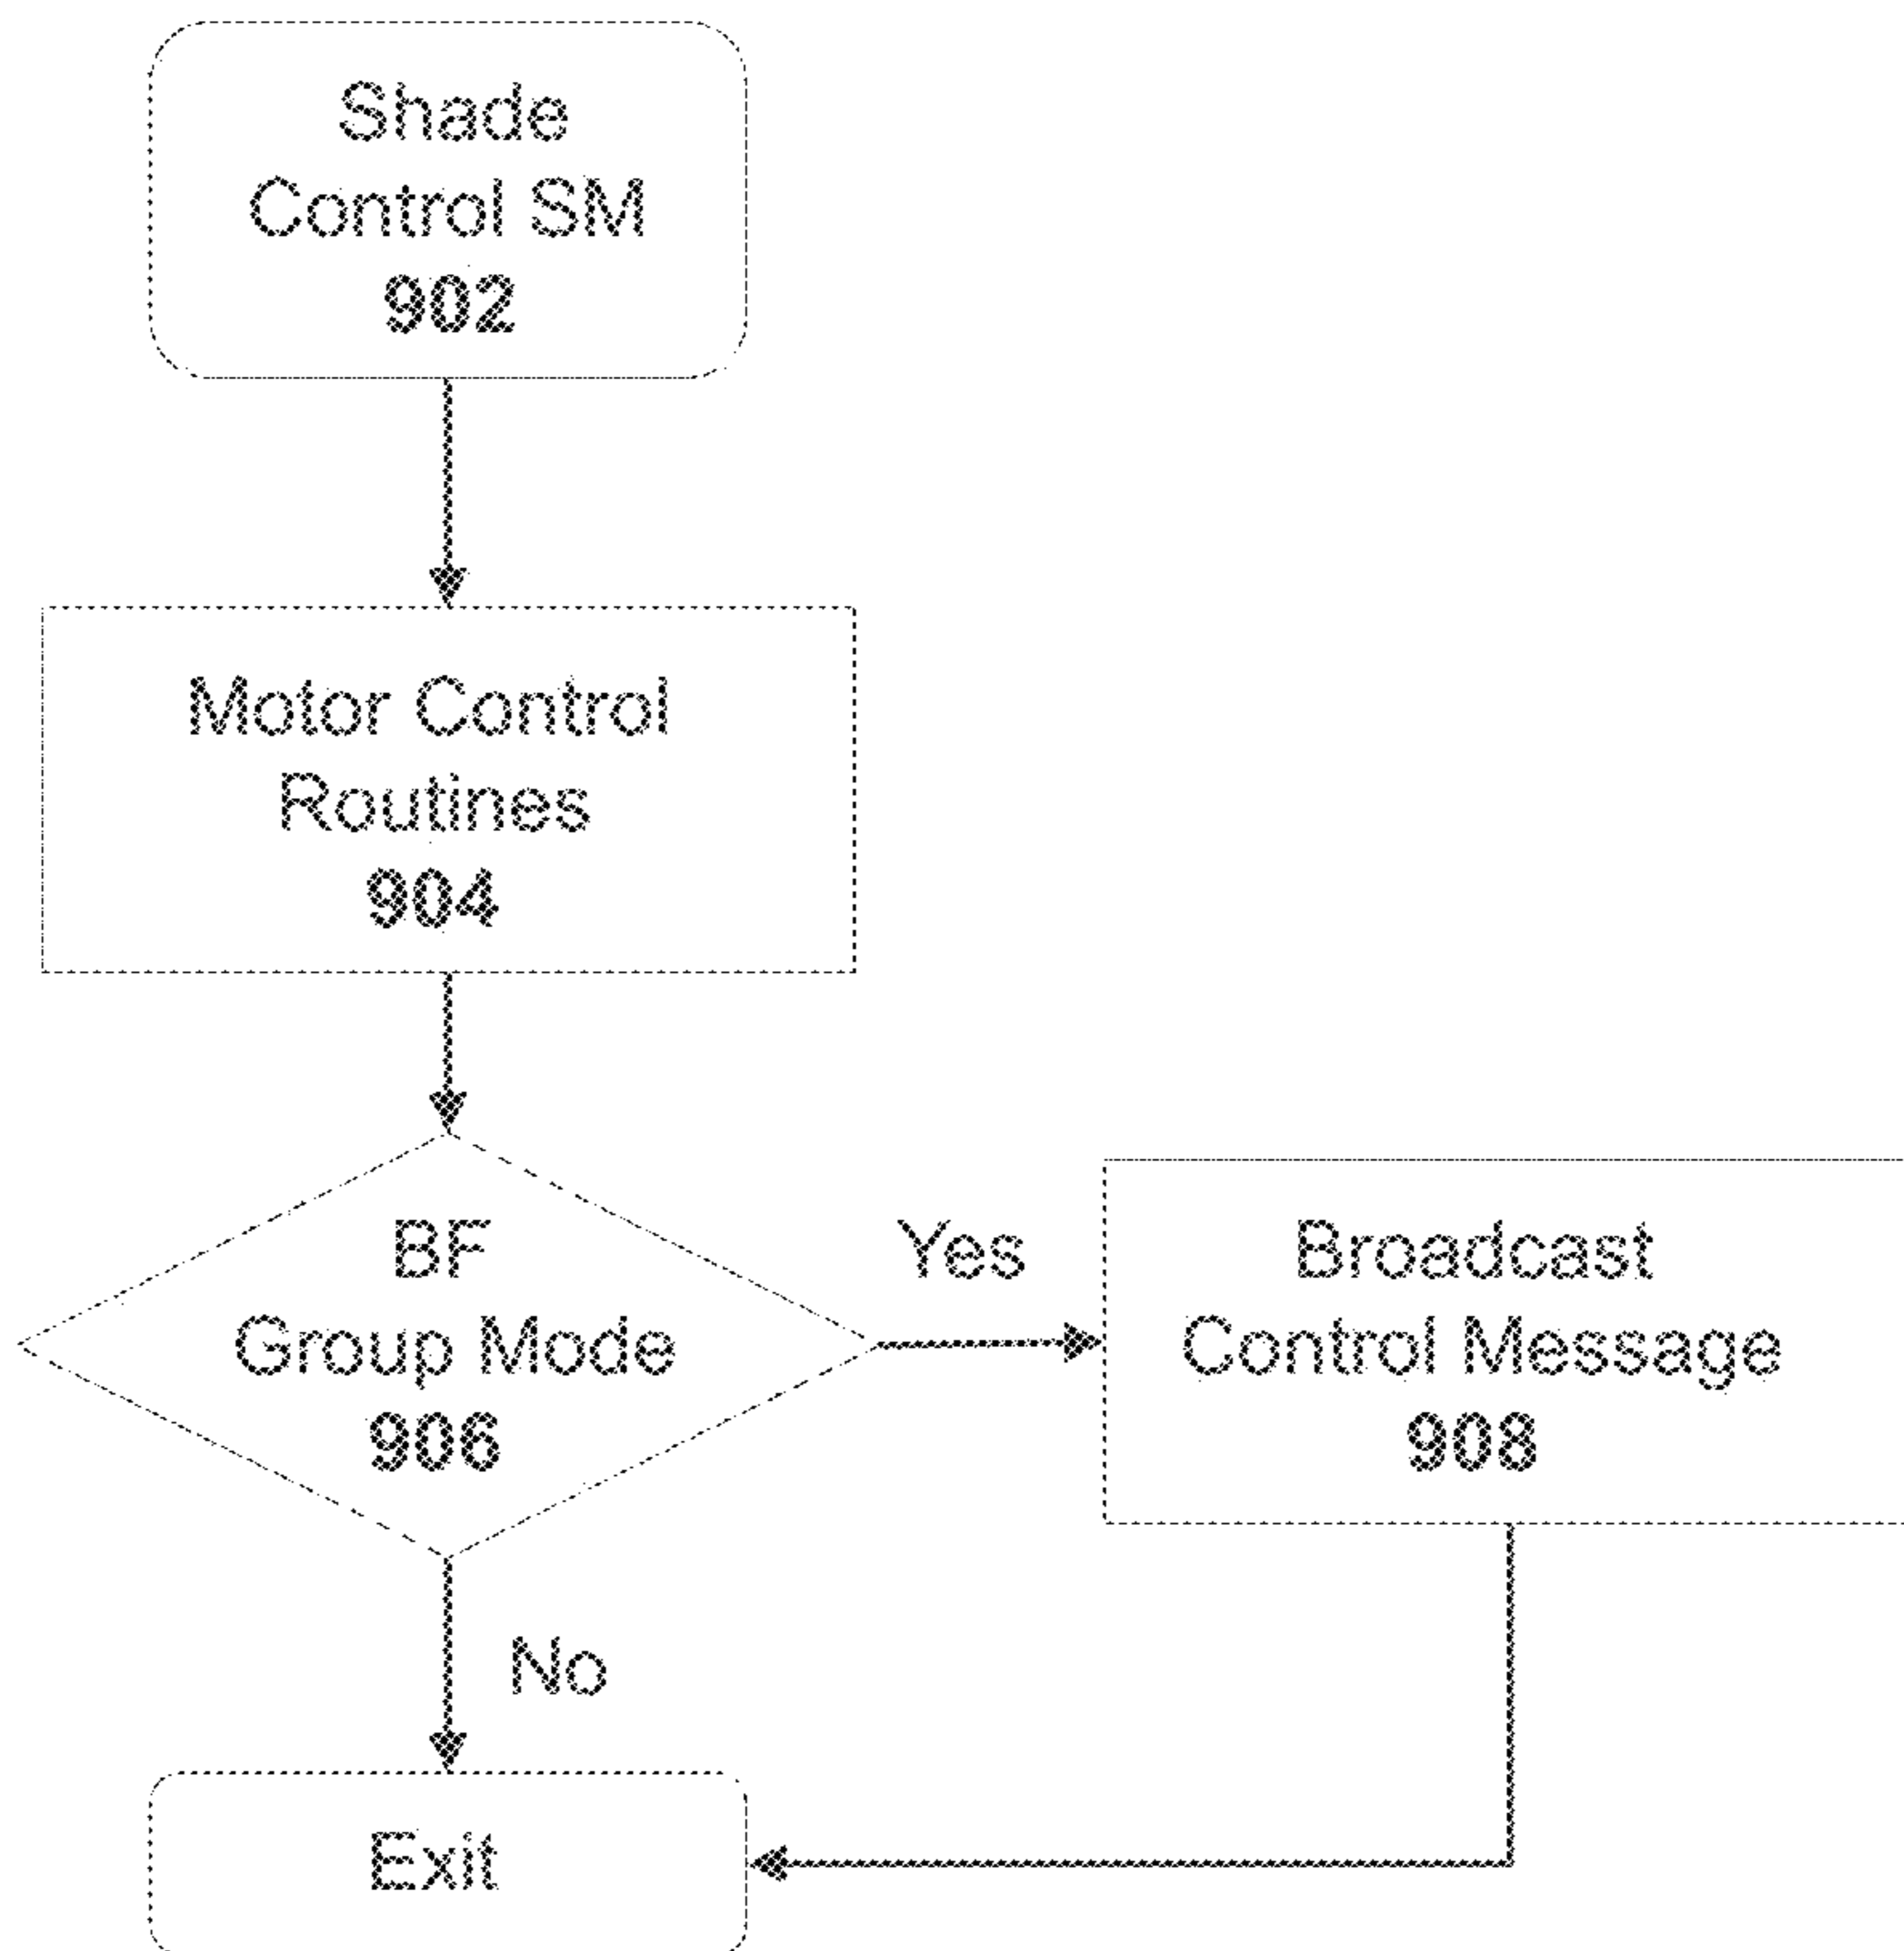 Shade
Control SM
902
Motor Control
Routines
904
BF
Group Mode
906
Yes
Broadcast
Control Message
908
No
Exit